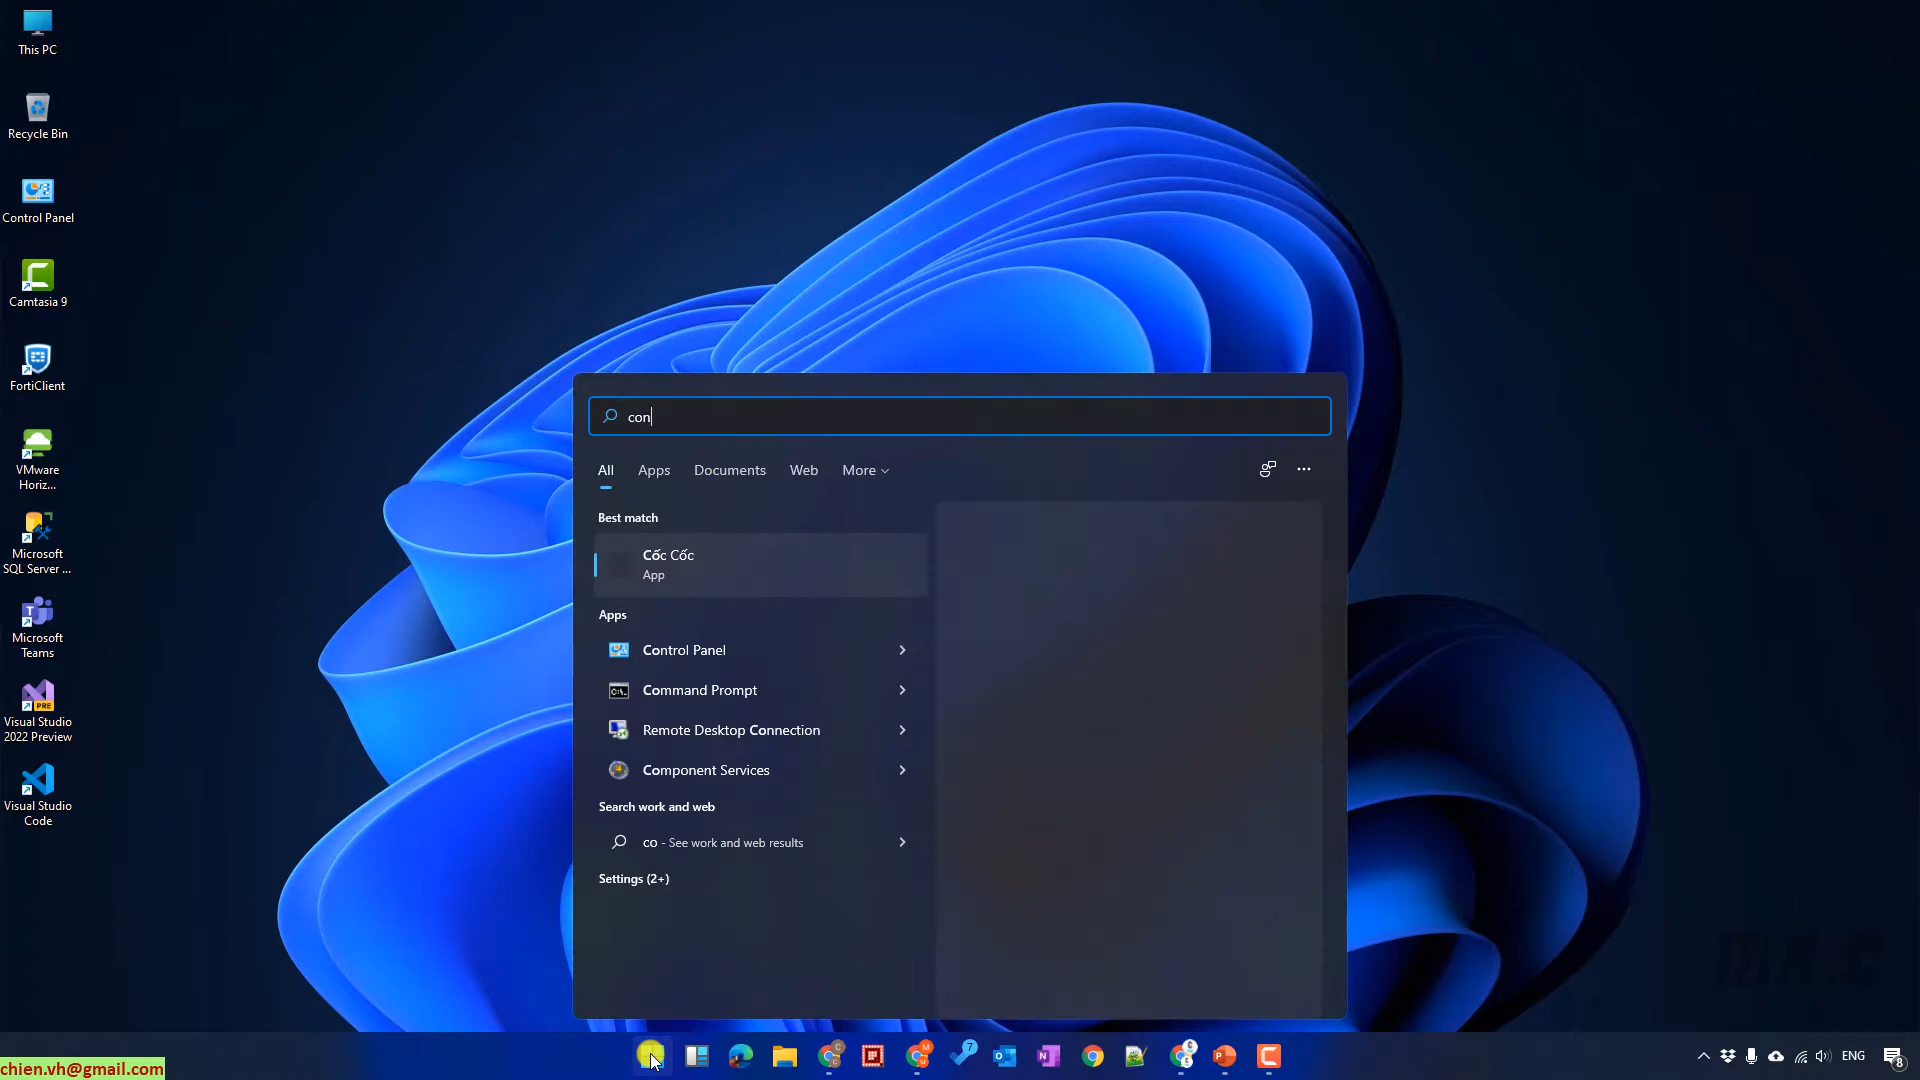 This PC
Recycle Bin
Control Panel
Camtasia 9
FortiClient
VMware
Horiz...
Microsoft
SQL Server ...
Microsoft
Teams
Visual Studio
2022 Preview
Visual Studio
Code
con
All
Apps
Documents
Web
More
Best match
Cốc Cốc
App
Apps
Control Panel
Command Prompt
Remote Desktop Connection
Component Services
Search work and web
co - See work and web results
Settings (2+)
chien.vh@gmail.com
7
ENG
8